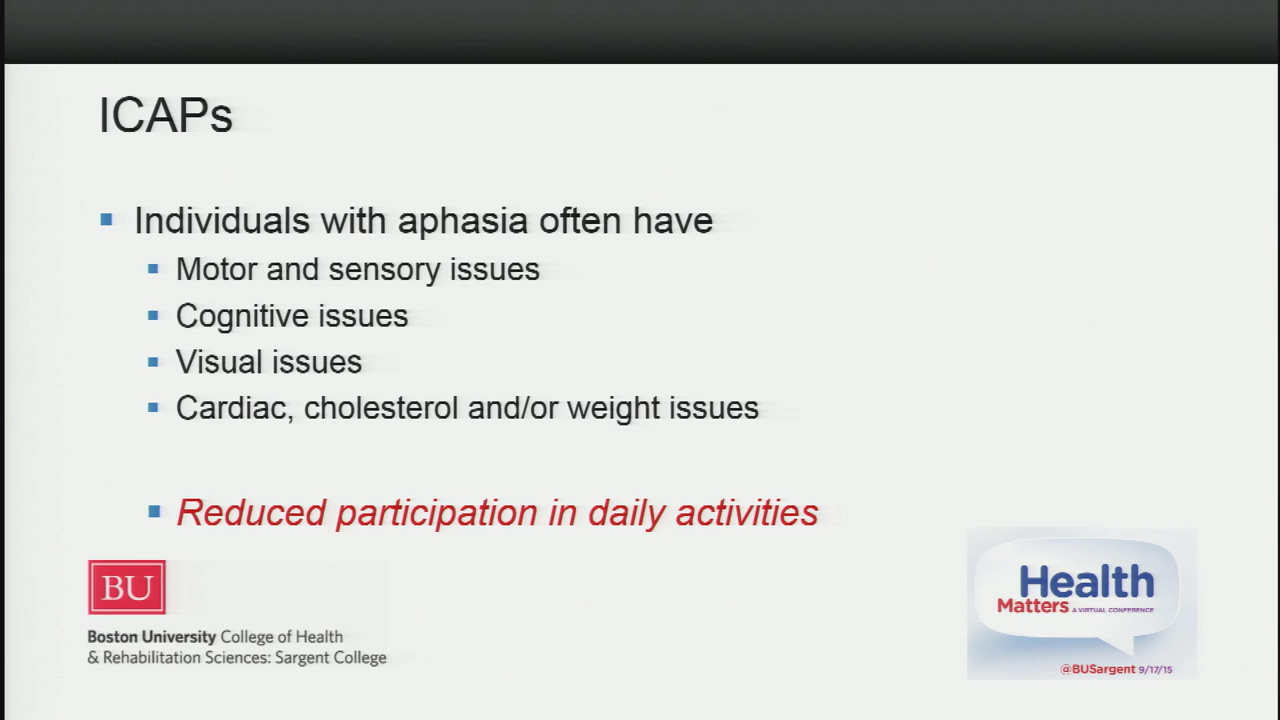 ICAPs
Individuals with aphasia often have
Motor and sensory issues
Cognitive issues
Visual issues
Cardiac, cholesterol and/or weight issues
Reduced participation in daily activities
BU
Boston University College of Health
& Rehabilitation Sciences: Sargent College
Health
Matters A VIRTUAL CONFERENCE
@BUSargent 9/17/15